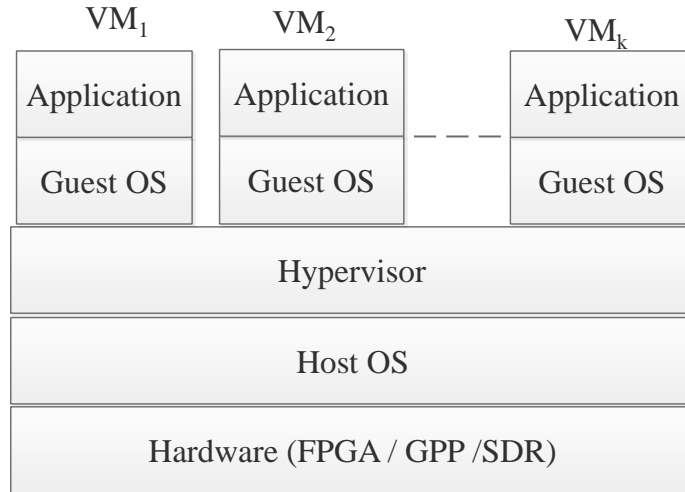 VM₁ VM₂ VMₖ
Application Application Application
Guest OS Guest OS Guest OS
Hypervisor
Host OS
Hardware (FPGA / GPP /SDR)